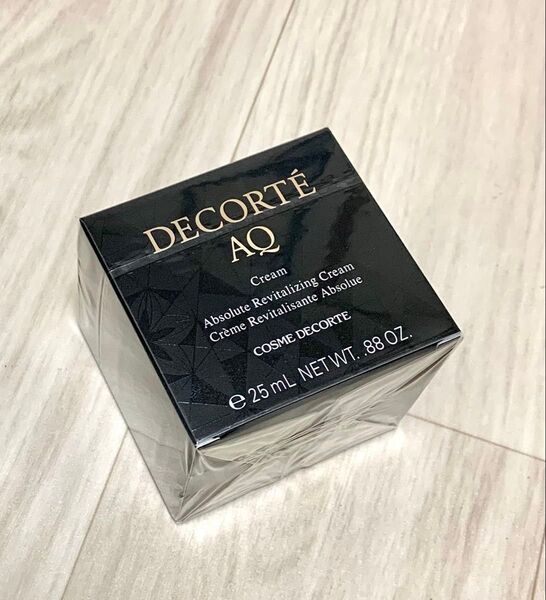 DECORTÉ
AQ
Cream
Absolute Revitalizing Cream
Crème Revitalisante Absolue
COSME DECORTE
℮25 mL NET WT. .88 OZ.